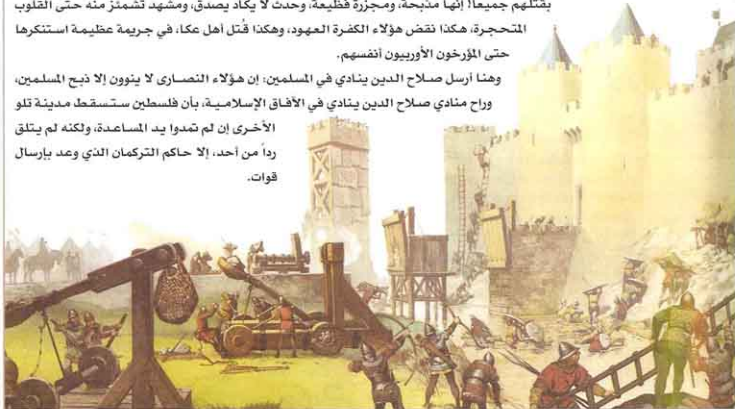 بقتلهم جميعاً! إنها مذبحة، ومجزرة فظيعة، وحدث لا يكاد يصدق، ومشهد تشمئز منه حتى القلوب
المتحجرة، هكذا نقض هؤلاء الكفرة العهود، وهكذا قُتل أهل عكا، في جريمة عظيمة استنكرها
حتى المؤرخون الأوربيون أنفسهم.
وهنا أرسل صلاح الدين ينادي في المسلمين: إن هؤلاء النصارى لا ينوون إلا ذبح المسلمين،
وراح منادي صلاح الدين ينادي في الآفاق الإسلامية، بأن فلسطين ستسقط مدينة تلو
الأخرى إن لم تمدوا يد المساعدة، ولكنه لم يتلق
رداً من أحد، إلا حاكم التركمان الذي وعد بإرسال
قوات.